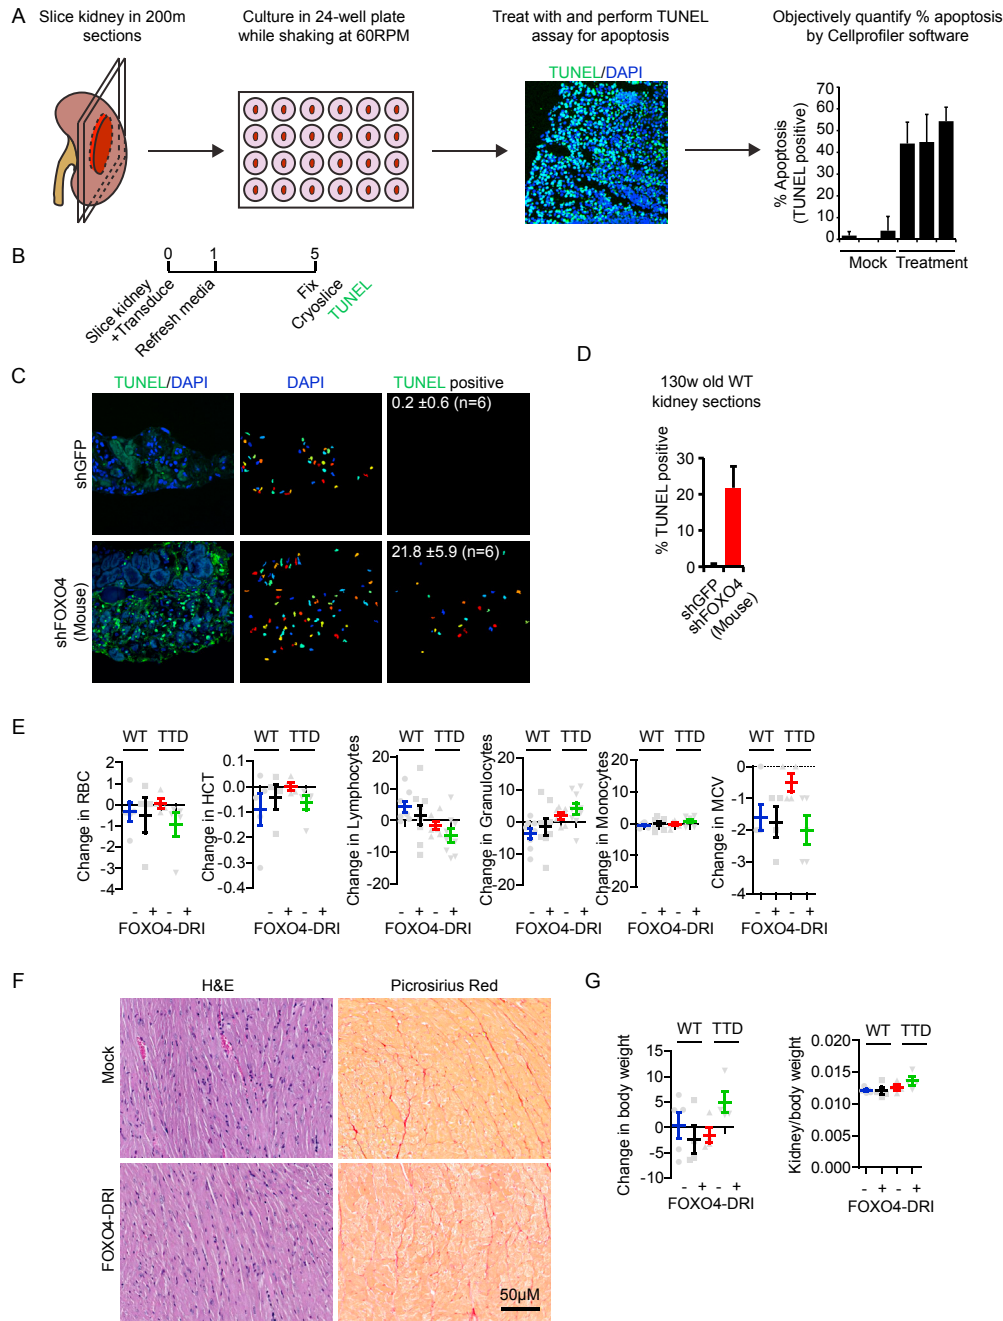 A
Slice kidney in 200m
sections
Culture in 24-well plate
while shaking at 60RPM
Treat with and perform TUNEL
assay for apoptosis
Objectively quantify % apoptosis
by Cellprofiler software
TUNEL/DAPI
% Apoptosis
(TUNEL positive)
70
60
50
40
30
20
10
0
Mock
Treatment
B
0
1
5
Slice kidney
+Transduce
Refresh media
Fix
Cryoslice
TUNEL
C
TUNEL/DAPI
DAPI
TUNEL positive
shGFP
0.2 ±0.6 (n=6)
shFOXO4
(Mouse)
21.8 ±5.9 (n=6)
D
130w old WT
kidney sections
% TUNEL positive
30
20
10
0
shGFP
shFOXO4
(Mouse)
E
WT TTD
Change in RBC
2
1
0
-1
-2
-3
-4
- + - +
FOXO4-DRI
WT TTD
Change in HCT
0.1
0.0
-0.1
-0.2
-0.3
-0.4
- + - +
FOXO4-DRI
WT TTD
Change in Lymphocytes
20
10
0
-10
-20
- + - +
FOXO4-DRI
WT TTD
Change in Granulocytes
20
10
0
-10
-20
- + - +
FOXO4-DRI
WT TTD
Change in Monocytes
20
10
0
-10
20
- + - +
FOXO4-DRI
WT TTD
Change in MCV
0
-1
-2
-3
-4
- + - +
FOXO4-DRI
F
H&E
Picrosirius Red
Mock
FOXO4-DRI
50µM
G
WT TTD
Change in body weight
15
10
5
0
-5
-10
- + - +
FOXO4-DRI
WT TTD
Kidney/body weight
0.020
0.015
0.010
0.005
0.000
- + - +
FOXO4-DRI